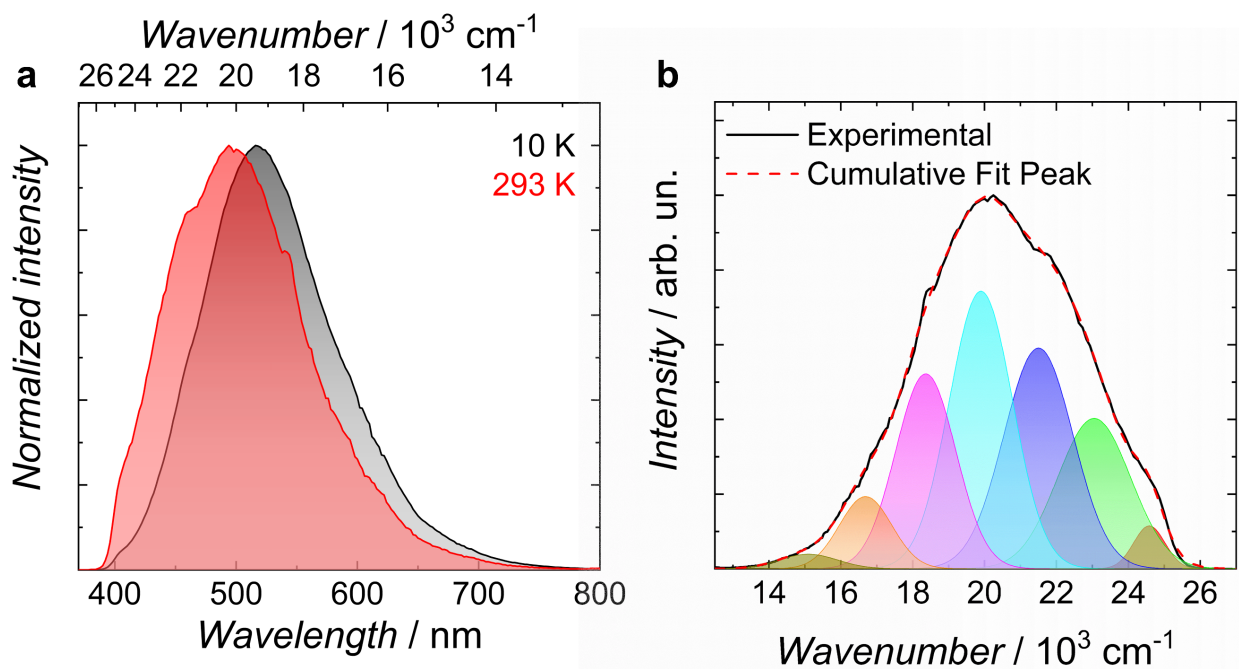 Wavenumber / 10³ cm⁻¹
a
26 24 22 20 18 16 14
Normalized intensity
10 K
293 K
400 500 600 700 800
Wavelength / nm
b
Experimental
Cumulative Fit Peak
Intensity / arb. un.
14 16 18 20 22 24 26
Wavenumber / 10³ cm⁻¹